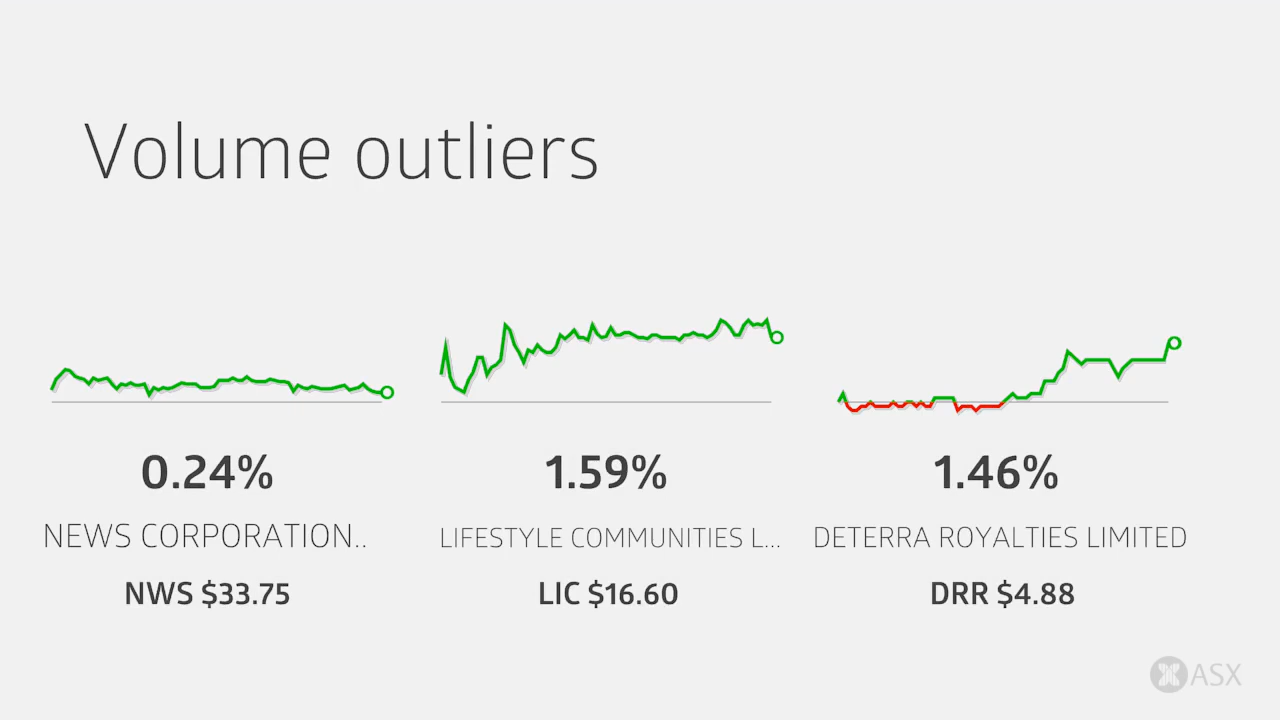 Volume outliers
0.24% 1.59% 1.46%
NEWS CORPORATION.. LIFESTYLE COMMUNITIES L... DETERRA ROYALTIES LIMITED
NWS $33.75 LIC $16.60 DRR $4.88
ASX